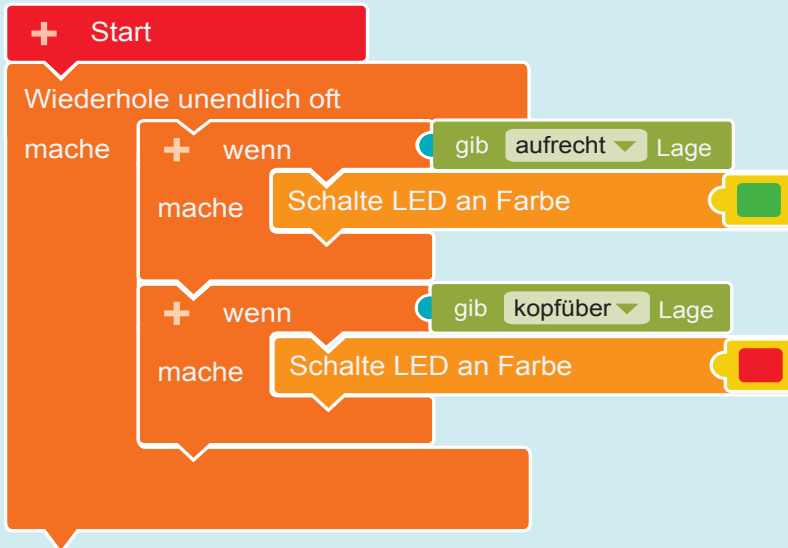 Start
Wiederhole unendlich oft
mache wenn gib aufrecht Lage
mache Schalte LED an Farbe
wenn gib kopfüber Lage
mache Schalte LED an Farbe